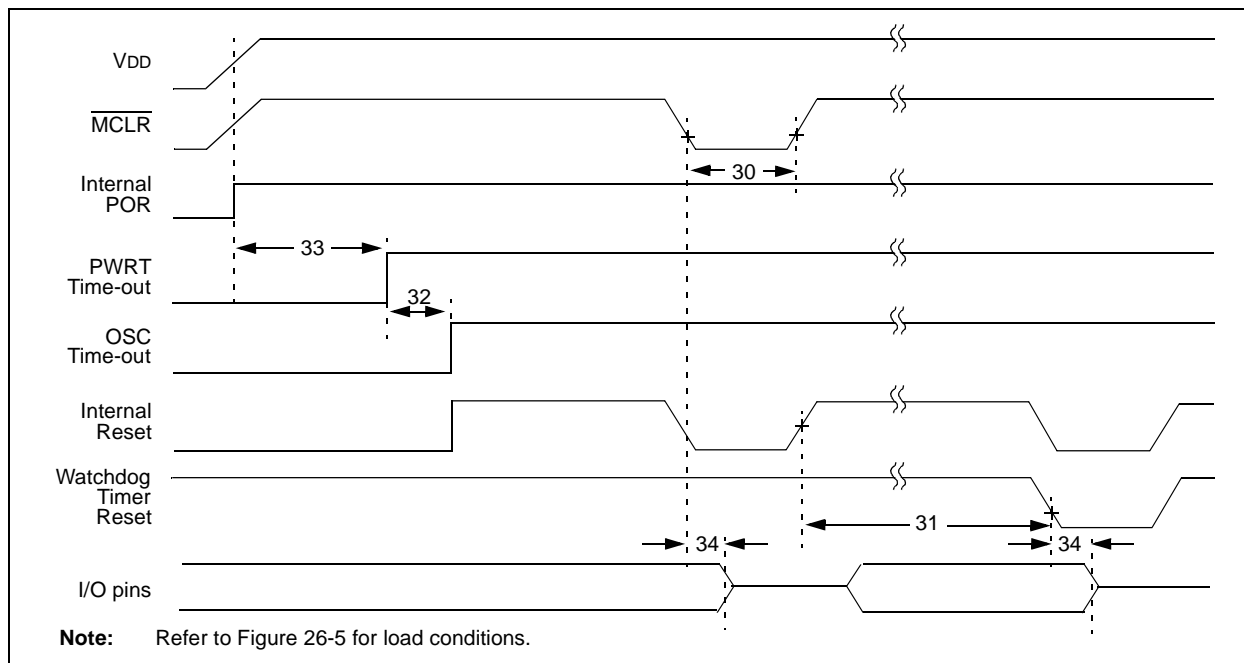 VDD
MCLR
30
Internal
POR
33
PWRT
Time-out
32
OSC
Time-out
Internal
Reset
Watchdog
Timer
Reset
31
34
34
I/O pins
Note: Refer to Figure 26-5 for load conditions.